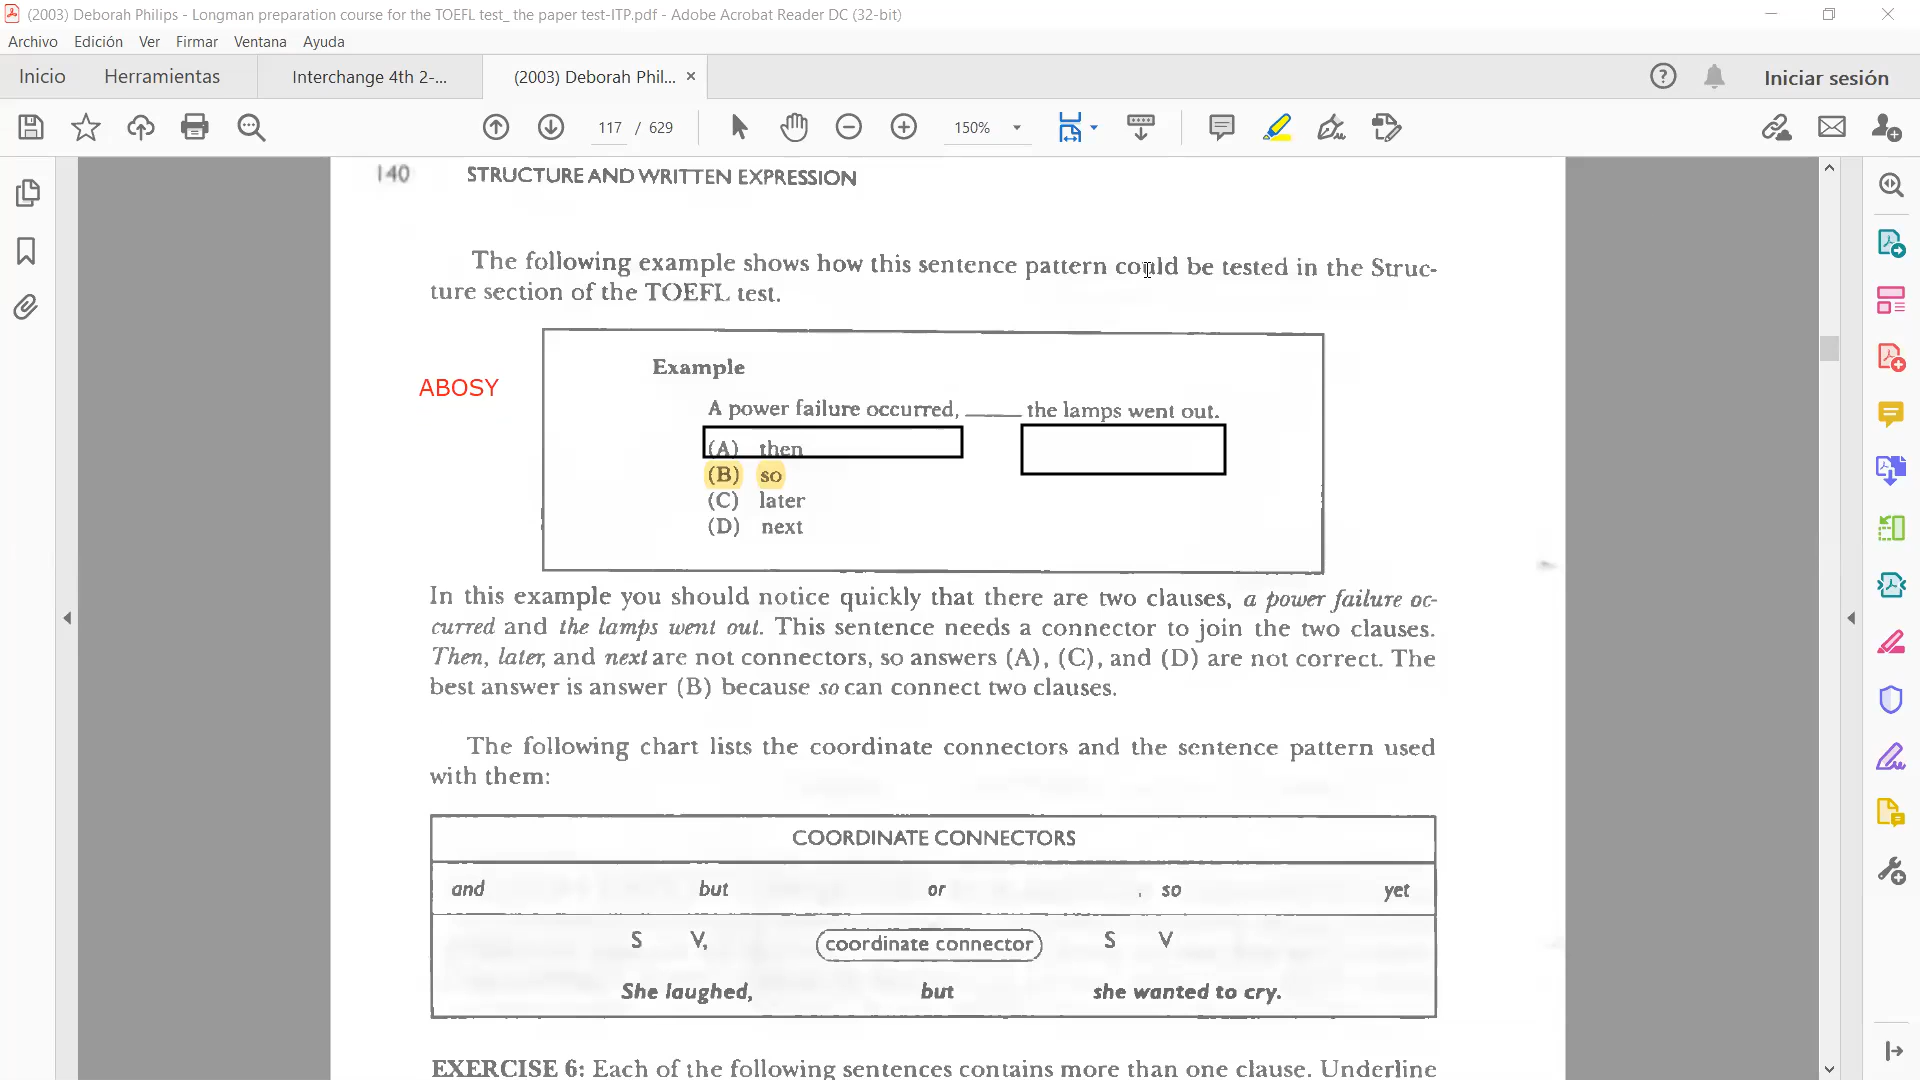 (2003) Deborah Philips - Longman preparation course for the TOEFL test_ the paper test-ITP.pdf - Adobe Acrobat Reader DC (32-bit)
Archivo Edición Ver Firmar Ventana Ayuda
Inicio Herramientas Interchange 4th 2-... (2003) Deborah Phil... × Iniciar sesión
117 / 629 150%
140 STRUCTURE AND WRITTEN EXPRESSION
The following example shows how this sentence pattern could be tested in the Struc-
ture section of the TOEFL test.
Example
ABOSY
A power failure occurred, _____ the lamps went out.
(A) then
(B) so
(C) later
(D) next
In this example you should notice quickly that there are two clauses, a power failure oc-
curred and the lamps went out. This sentence needs a connector to join the two clauses.
Then, later, and next are not connectors, so answers (A), (C), and (D) are not correct. The
best answer is answer (B) because so can connect two clauses.
The following chart lists the coordinate connectors and the sentence pattern used
with them:
COORDINATE CONNECTORS
and but or so yet
S V, coordinate connector S V
She laughed, but she wanted to cry.
EXERCISE 6: Each of the following sentences contains more than one clause. Underline